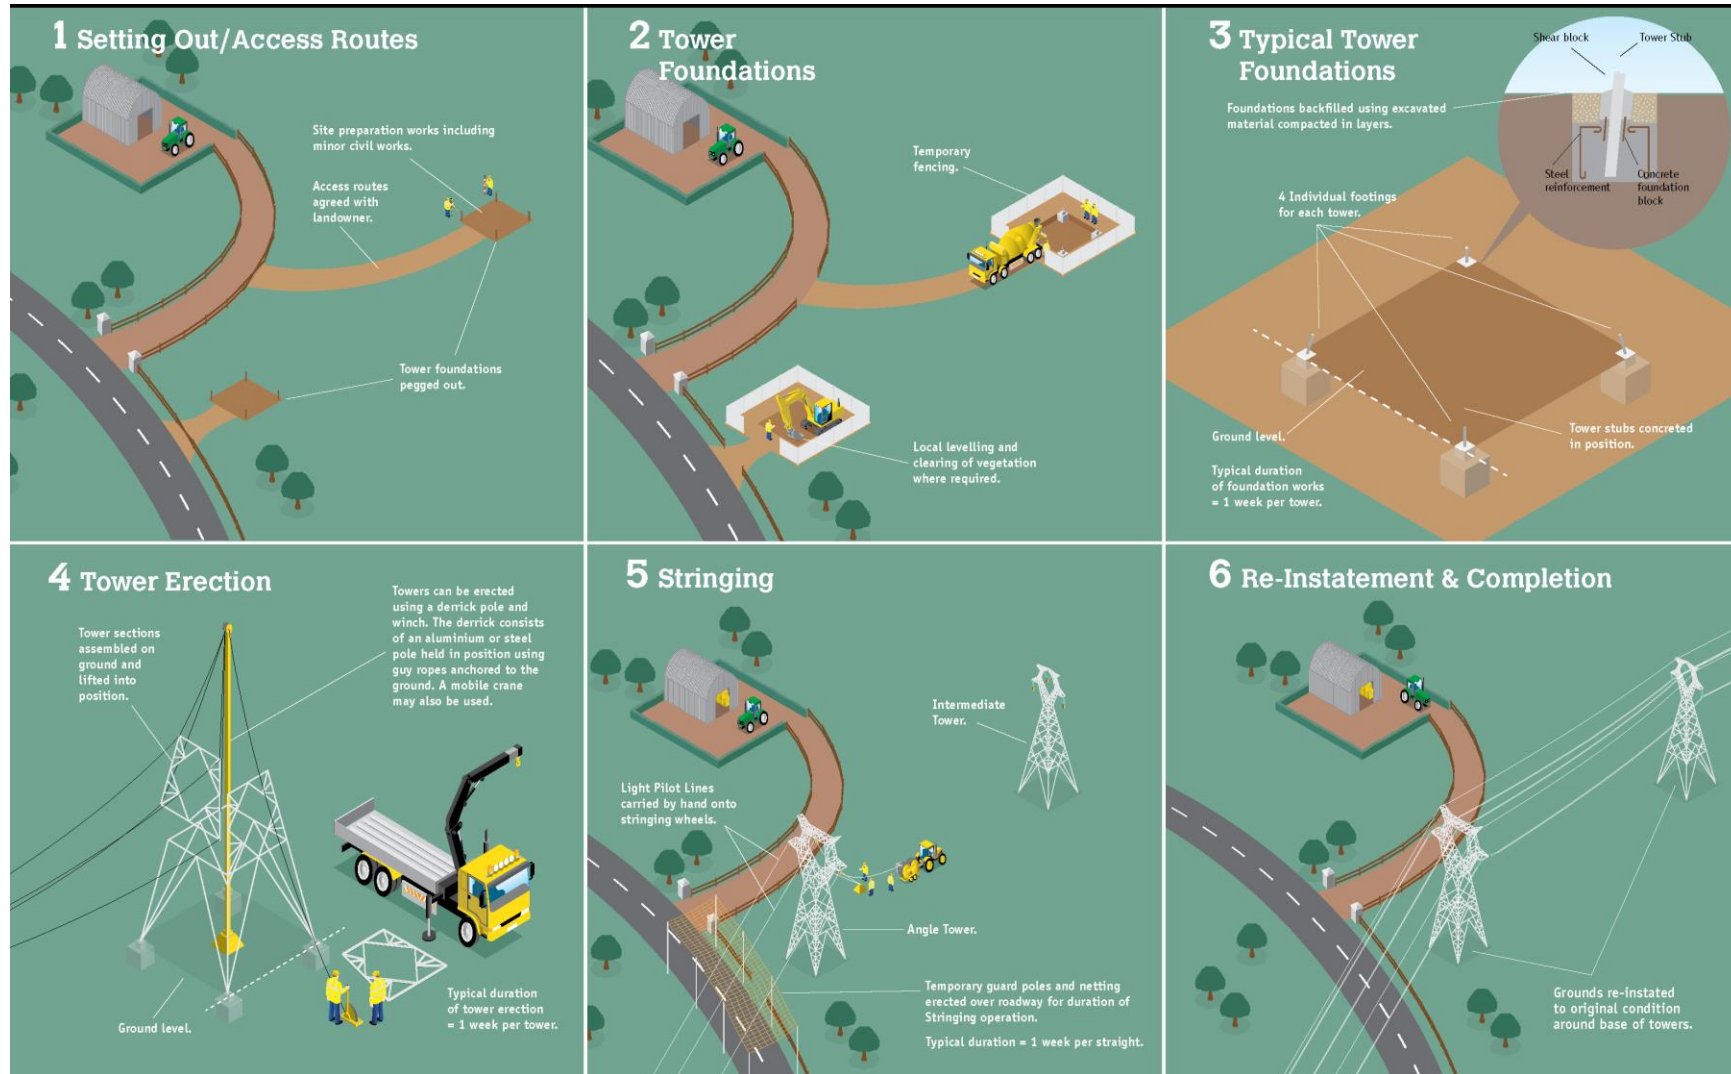 1 Setting Out/Access Routes
Site preparation works including
minor civil works.
Access routes
agreed with
landowner.
Tower foundations
pegged out.
2 Tower
Foundations
Temporary
fencing.
Local levelling and
clearing of vegetation
where required.
3 Typical Tower
Foundations
Shear block
Tower Stub
Foundations backfilled using excavated
material compacted in layers.
Steel
reinforcement
Concrete
foundation
block
4 Individual footings
for each tower.
Ground level.
Tower stubs concreted
in position.
Typical duration
of foundation works
= 1 week per tower.
4 Tower Erection
Tower sections
assembled on
ground and
lifted into
position.
Towers can be erected
using a derrick pole and
winch. The derrick consists
of an aluminium or steel
pole held in position using
guy ropes anchored to the
ground. A mobile crane
may also be used.
Ground level.
Typical duration
of tower erection
= 1 week per tower.
5 Stringing
Intermediate
Tower.
Light Pilot Lines
carried by hand onto
stringing wheels.
Angle Tower.
Temporary guard poles and netting
erected over roadway for duration of
Stringing operation.
Typical duration = 1 week per straight.
6 Re-Instatement & Completion
Grounds re-instated
to original condition
around base of towers.